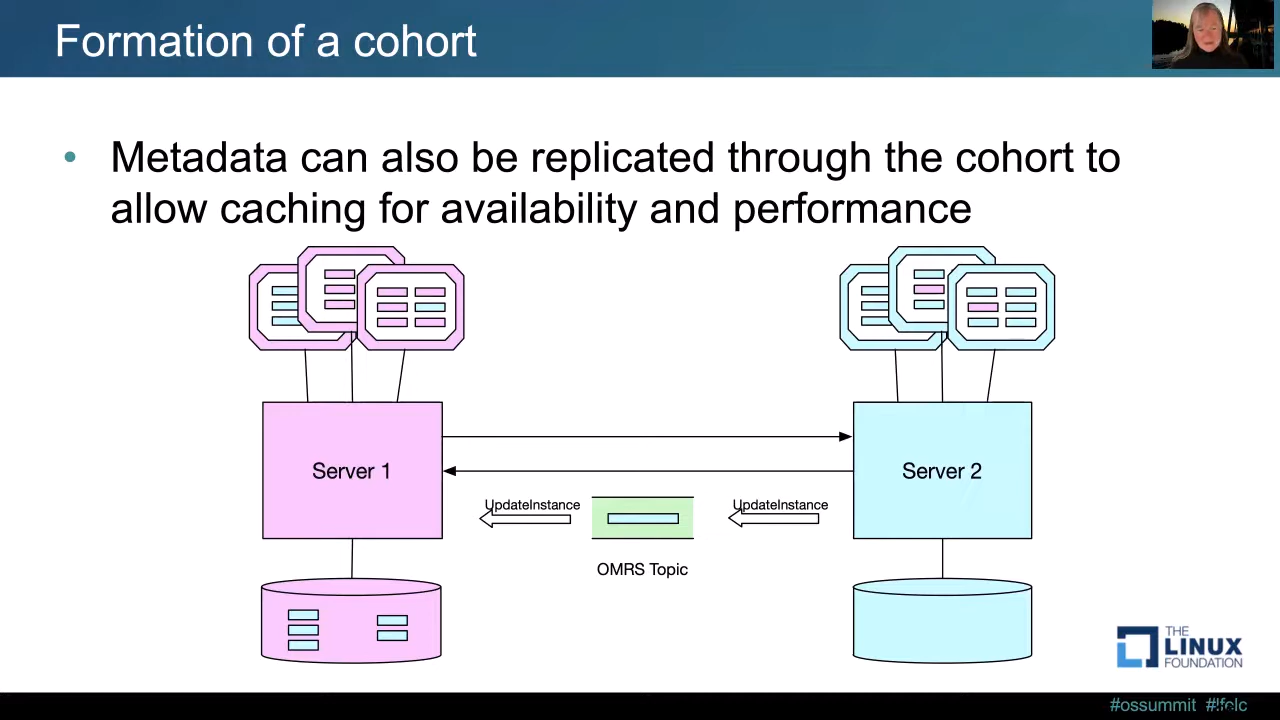 Formation of a cohort
• Metadata can also be replicated through the cohort to
allow caching for availability and performance
Server 1
Server 2
UpdateInstance
UpdateInstance
OMRS Topic
THE
LINUX
FOUNDATION
#ossummit #lfelc